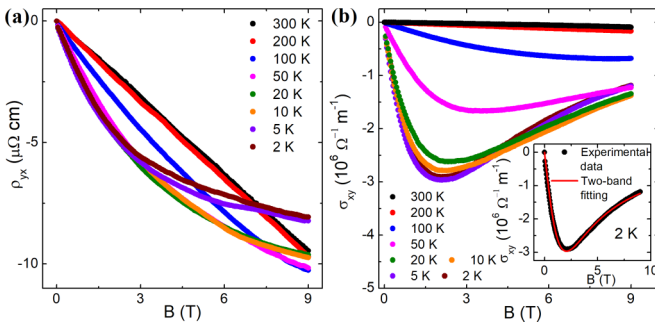 (a)
300 K
200 K
100 K
50 K
20 K
10 K
5 K
2 K
0
-5
-10
ρyx (μΩ cm)
0
3
6
9
B (T)
(b)
0
-1
-2
-3
-4
-5
σxy (10⁶ Ω⁻¹ m⁻¹)
300 K
200 K
100 K
50 K
20 K
10 K
5 K
2 K
0
3
6
9
B (T)
Experimental
data
Two-band
fitting
2 K
0
-1
-2
-3
σxy (10⁶ Ω⁻¹ m⁻¹)
0
5
10
B (T)